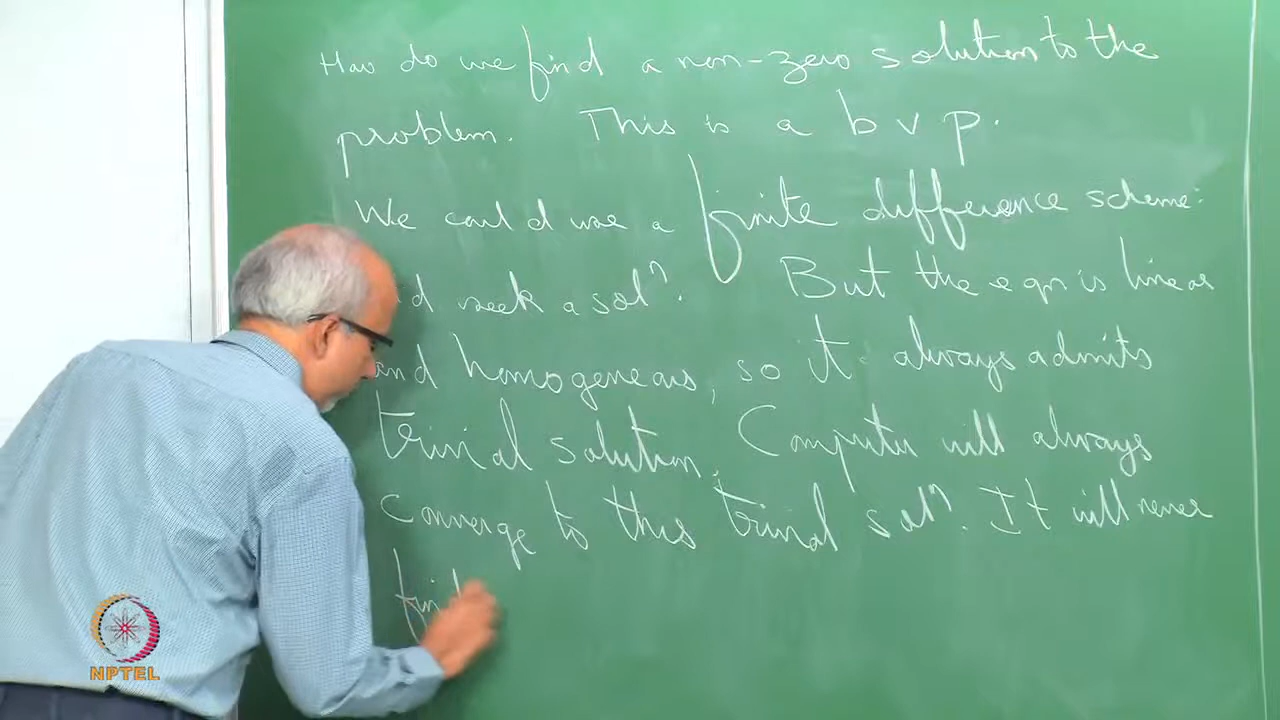 How do we find a non-zero solution to the
problem. This is a bvp.
We could use a finite difference scheme.
d seek a solⁿ. But the eqn is linear
and homogeneous, so it always admits
trivial solution. Computer will always
converge to this trivial solⁿ. It will never
find
NPTEL